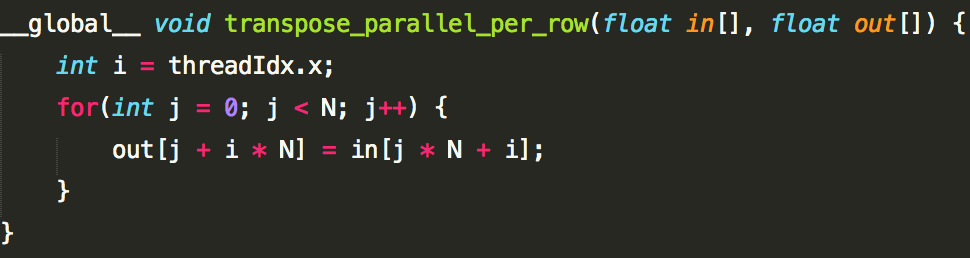 __global__ void transpose_parallel_per_row(float in[], float out[]) {
    int i = threadIdx.x;
    for(int j = 0; j < N; j++) {
        out[j + i * N] = in[j * N + i];
    }
}